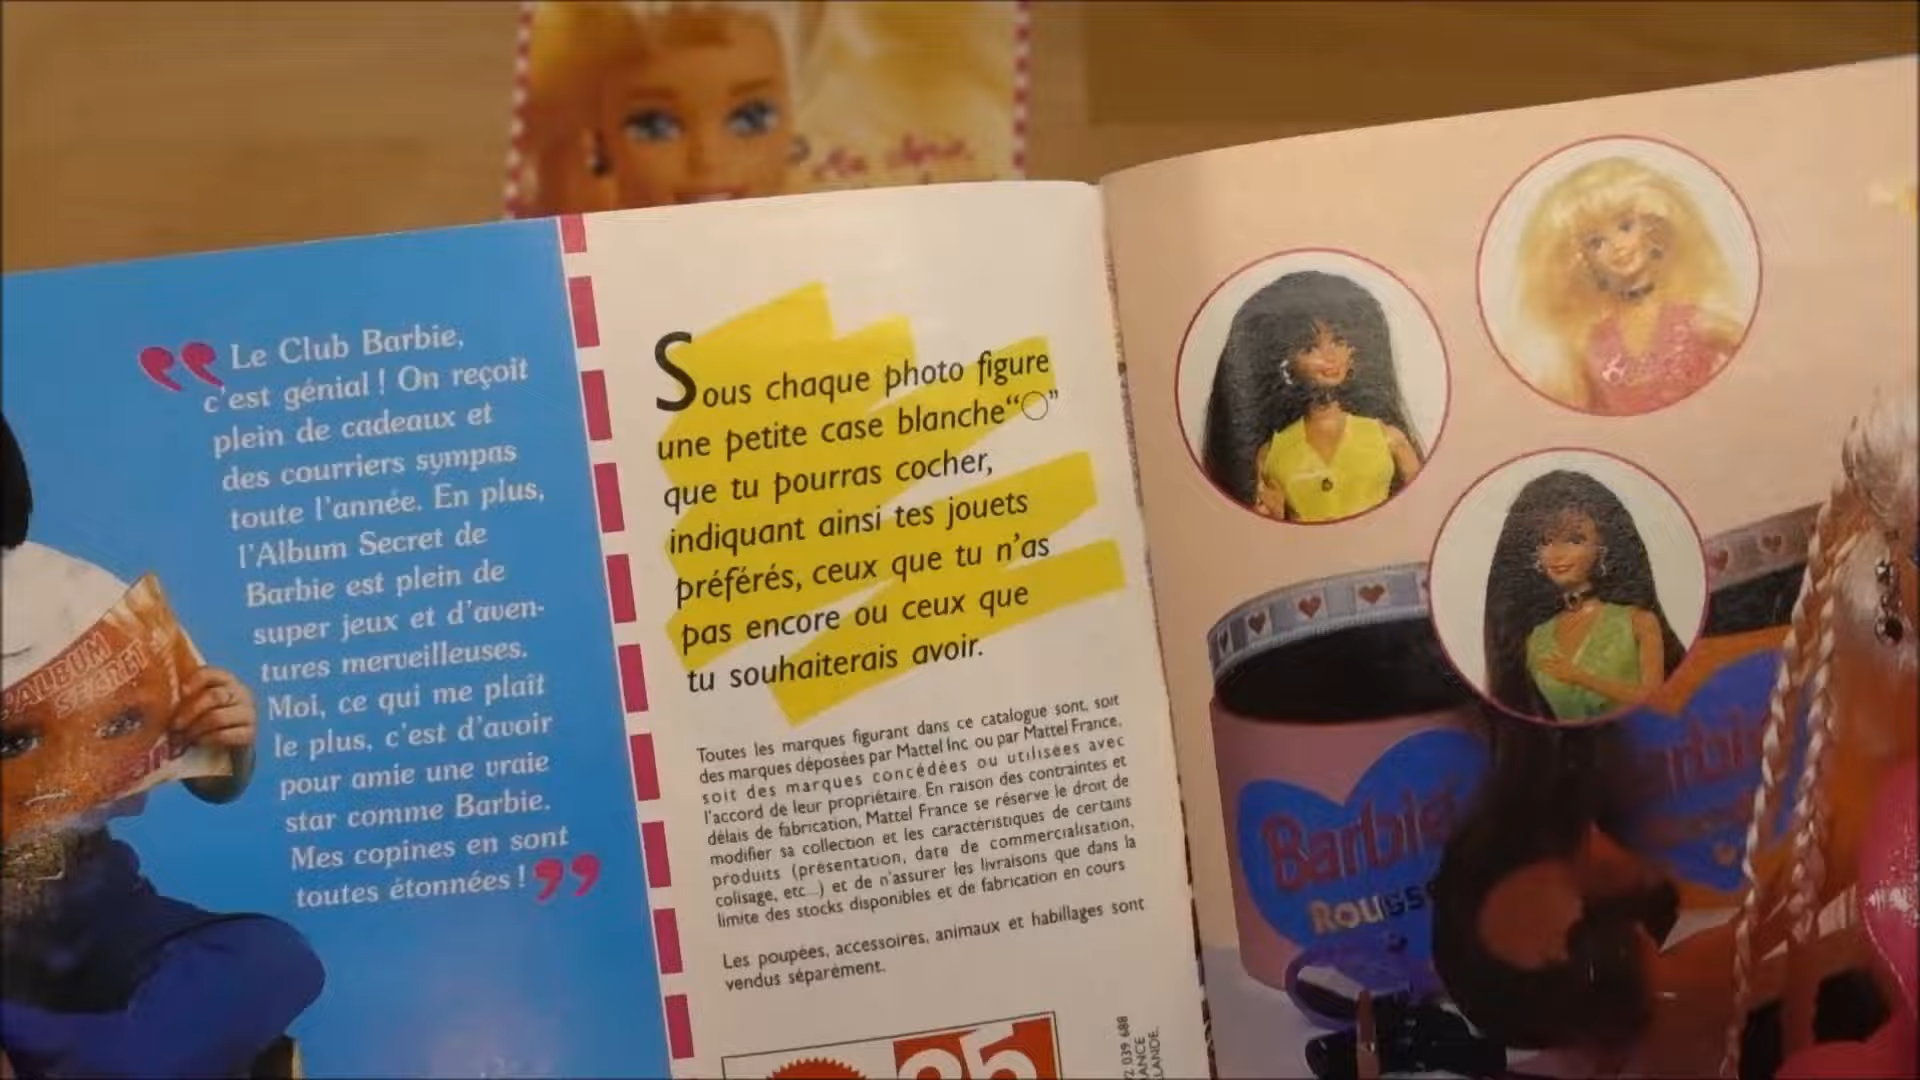 Le Club Barbie,
c'est génial ! On reçoit
plein de cadeaux et
des courriers sympas
toute l'année. En plus,
l'Album Secret de
Barbie est plein de
super jeux et d'aven-
tures merveilleuses.
Moi, ce qui me plaît
le plus, c'est d'avoir
pour amie une vraie
star comme Barbie.
Mes copines en sont
toutes étonnées !
L'ALBUM
SECRET
Sous chaque photo figure
une petite case blanche“○”
que tu pourras cocher,
indiquant ainsi tes jouets
préférés, ceux que tu n'as
pas encore ou ceux que
tu souhaiterais avoir.
Toutes les marques figurant dans ce catalogue sont, soit
des marques déposées par Mattel Inc ou par Mattel France,
soit des marques concédées ou utilisées avec
l'accord de leur propriétaire. En raison des contraintes et
délais de fabrication, Mattel France se réserve le droit de
modifier sa collection et les caractéristiques de certains
produits (présentation, date de commercialisation,
colisage, etc...) et de n'assurer les livraisons que dans la
limite des stocks disponibles et de fabrication en cours
Les poupées, accessoires, animaux et habillages sont
vendus séparément.
25
72 039 688
Barbie